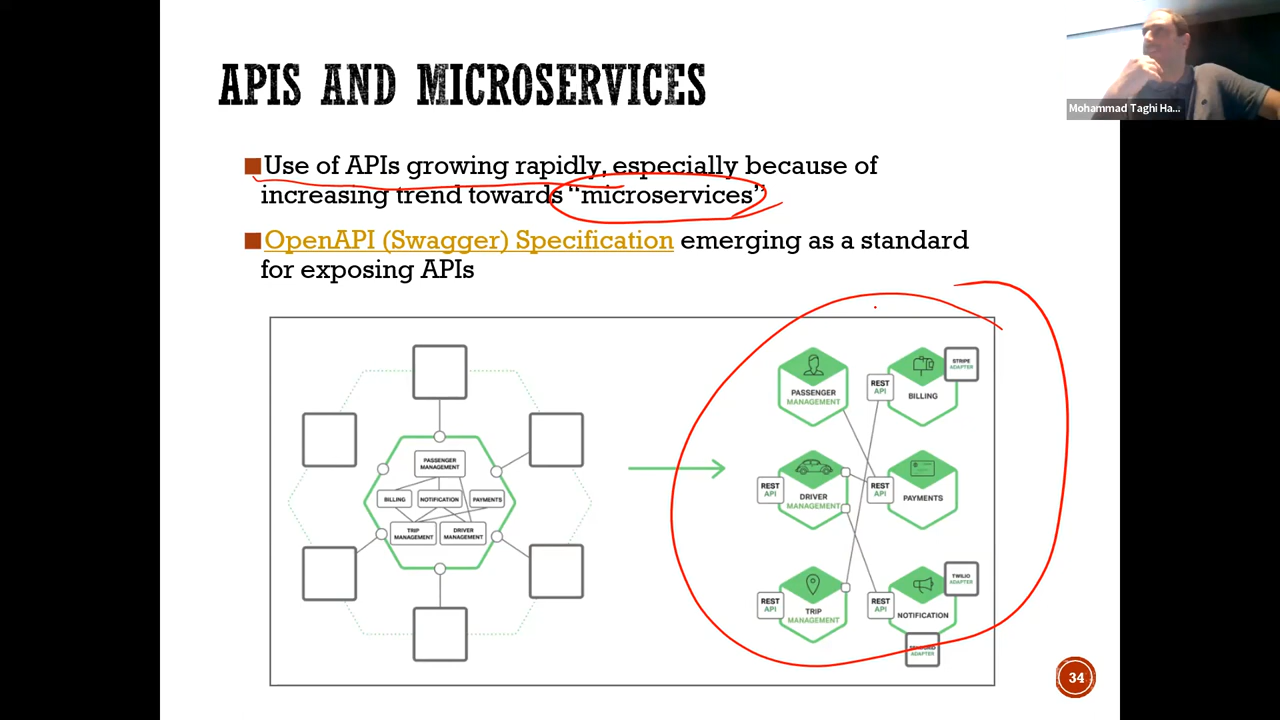 APIS AND MICROSERVICES
Mohammad Taghi Ha...
Use of APIs growing rapidly, especially because of
increasing trend towards “microservices”
OpenAPI (Swagger) Specification emerging as a standard
for exposing APIs
PASSENGER
MANAGEMENT
BILLING
NOTIFICATION
PAYMENTS
TRIP
MANAGEMENT
DRIVER
MANAGEMENT
PASSENGER
MANAGEMENT
REST
API
BILLING
STRIPE
ADAPTER
REST
API
DRIVER
MANAGEMENT
REST
API
PAYMENTS
REST
API
TRIP
MANAGEMENT
REST
API
NOTIFICATION
TWILIO
ADAPTER
ADAPTER
34